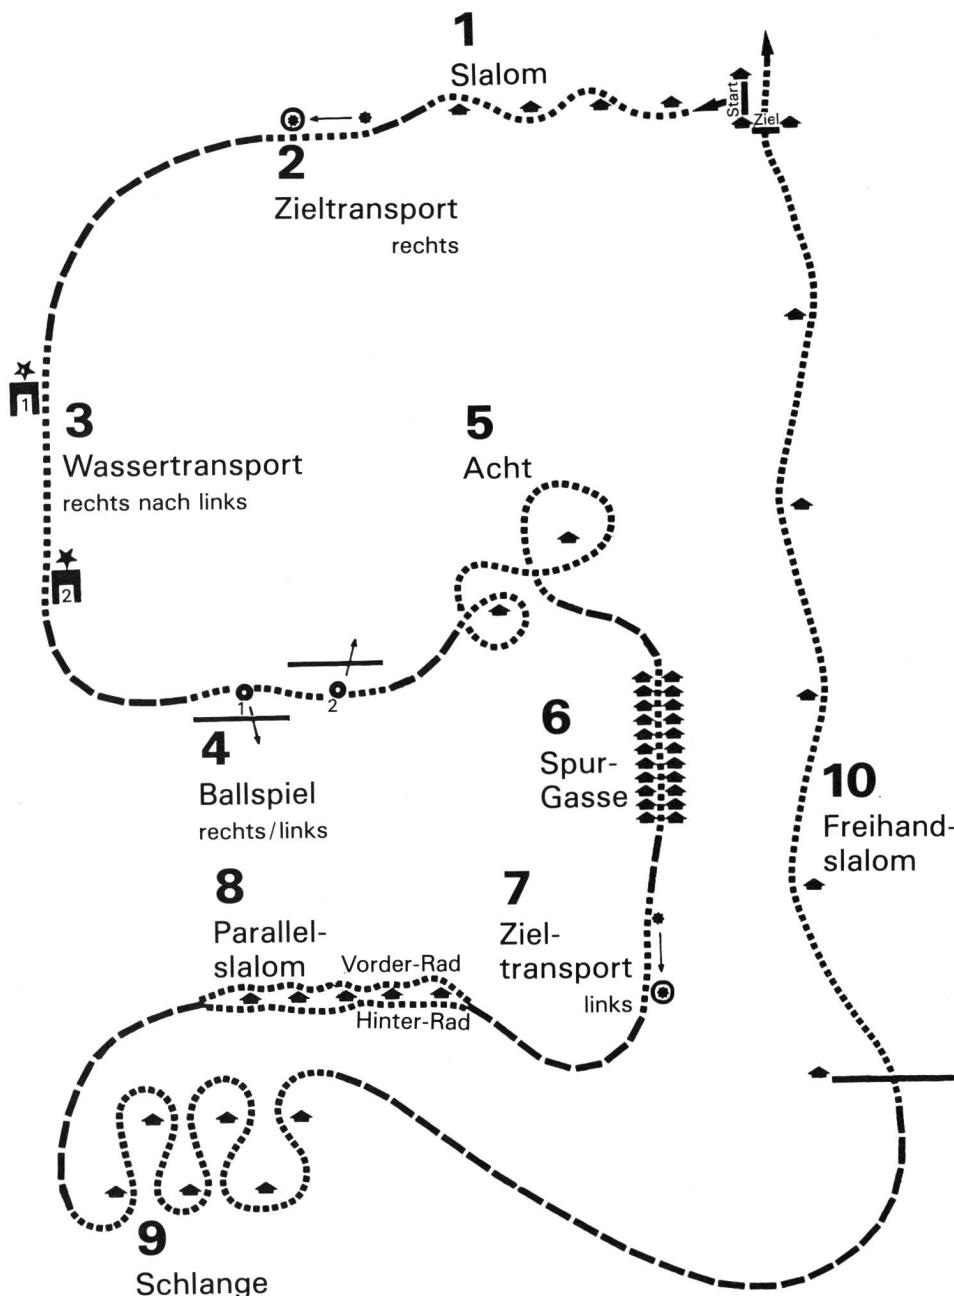 1
Slalom
Start
Ziel
2
Zieltransport
rechts
1
3
Wassertransport
rechts nach links
2
5
Acht
1
2
4
Ballspiel
rechts/links
6
Spur-
Gasse
10
Freihand-
slalom
8
Parallel-
slalom
Vorder-Rad
Hinter-Rad
7
Ziel-
transport
links
9
Schlange